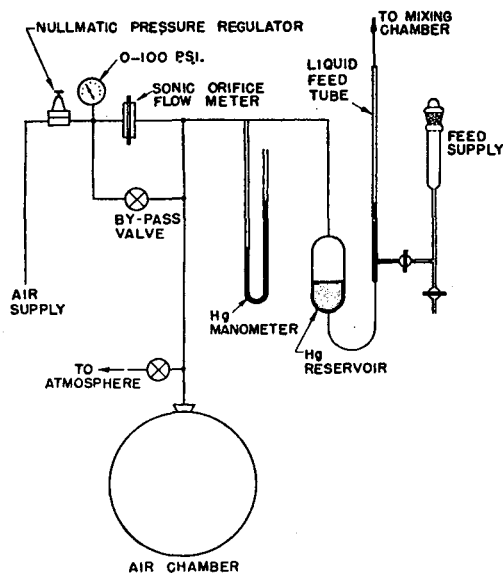 NULLMATIC PRESSURE REGULATOR
0-100 PSI.
SONIC ORIFICE
FLOW METER
TO MIXING
CHAMBER
LIQUID
FEED
TUBE
FEED
SUPPLY
BY-PASS
VALVE
AIR
SUPPLY
Hg
MANOMETER
Hg
RESERVOIR
TO
ATMOSPHERE
AIR CHAMBER